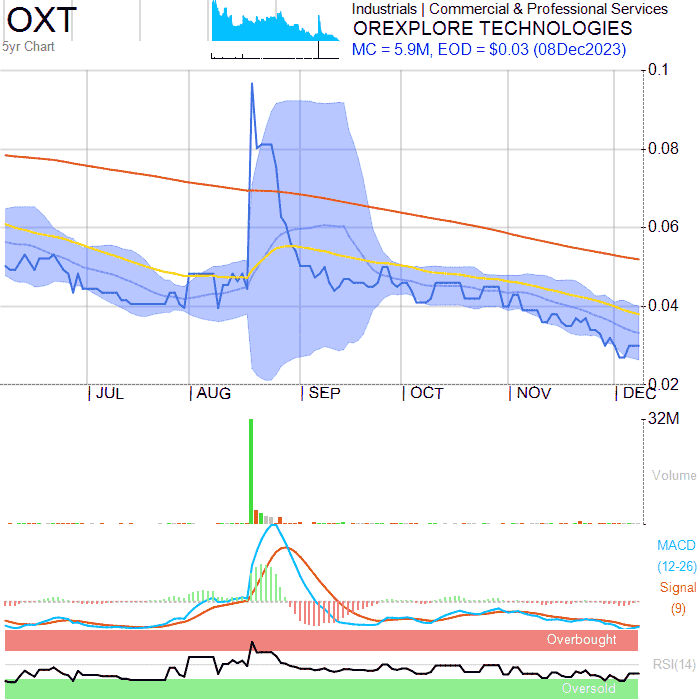 OXT
5yr Chart
Industrials | Commercial & Professional Services
OREXPLORE TECHNOLOGIES
MC = 5.9M, EOD = $0.03 (08Dec2023)
0.1
0.08
0.06
0.04
0.02
JUL AUG SEP OCT NOV DEC
32M
Volume
MACD
(12-26)
Signal
(9)
Overbought
RSI(14)
Oversold